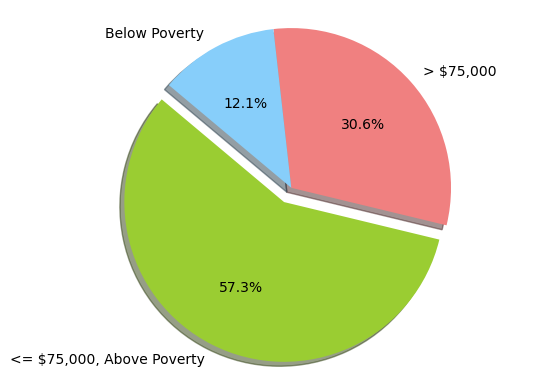 Below Poverty
> $75,000
12.1%
30.6%
57.3%
<= $75,000, Above Poverty